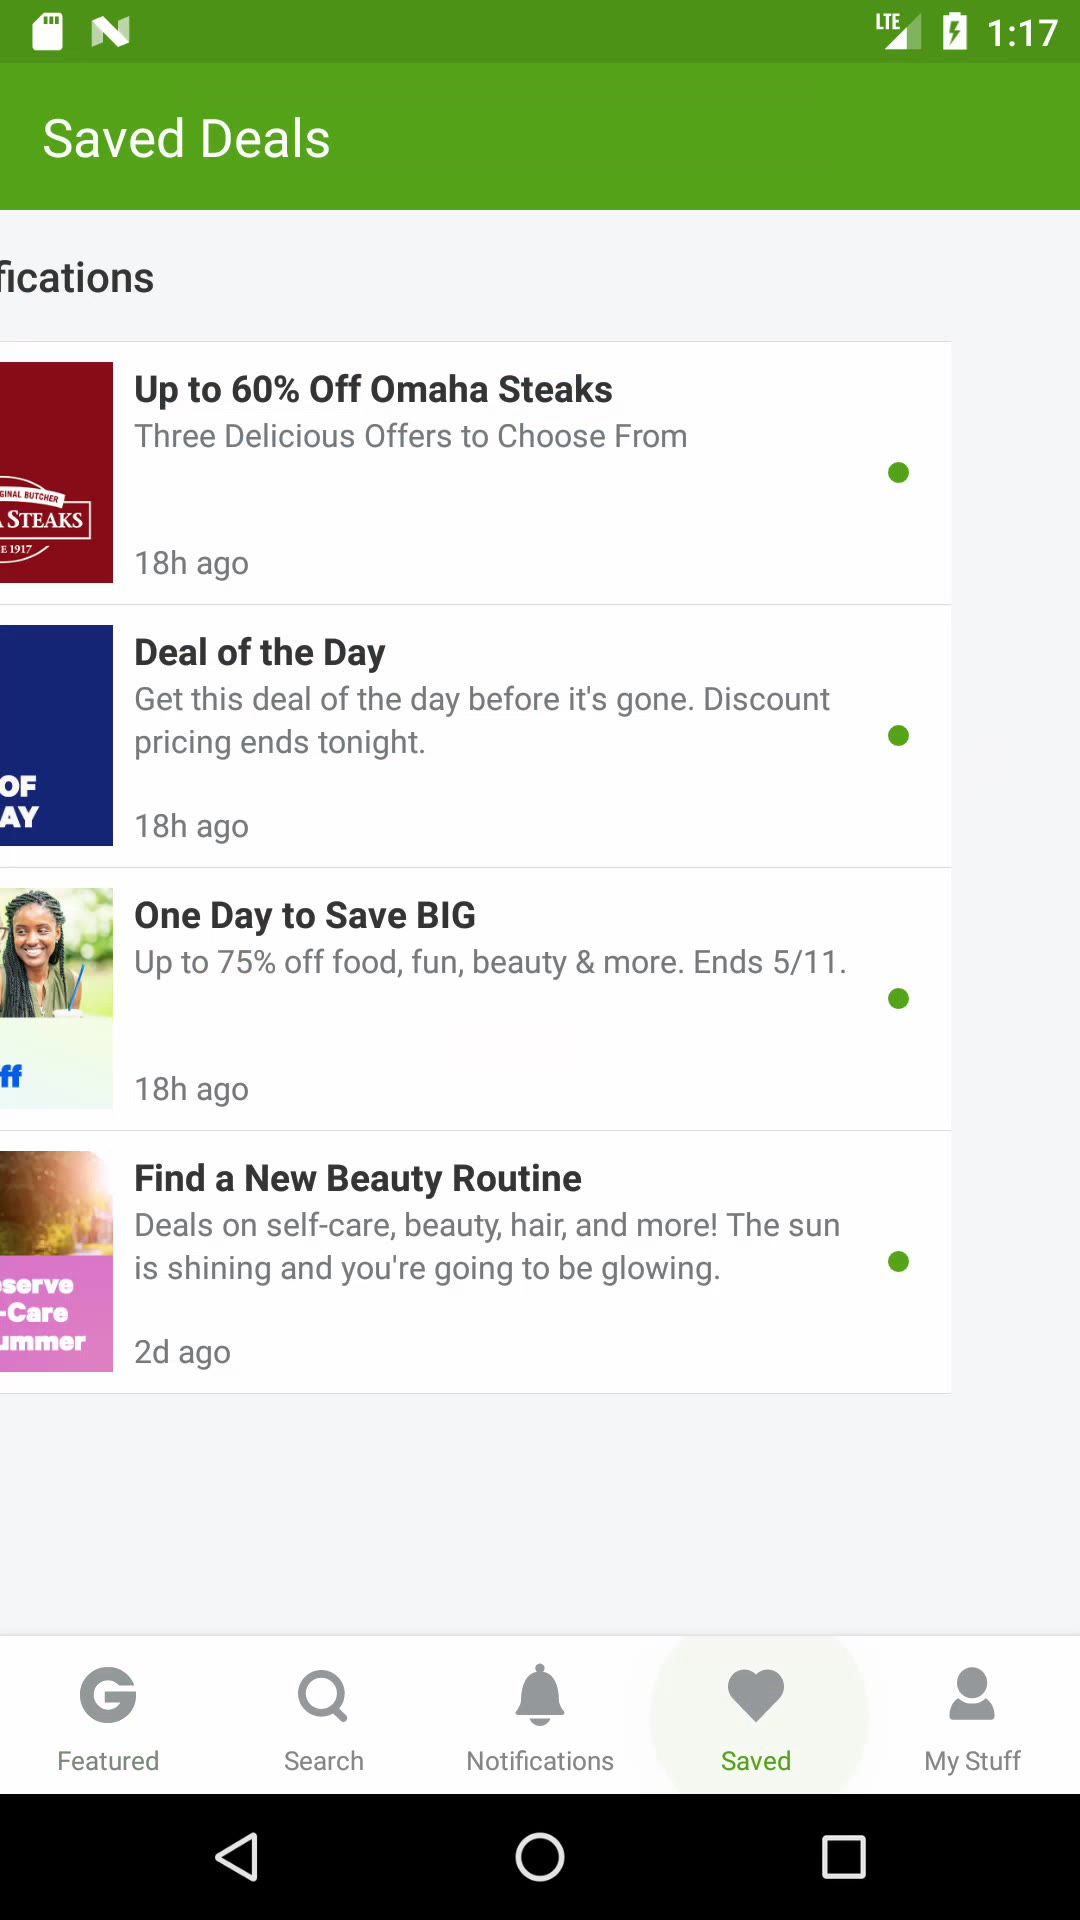 LTE 1:17
Saved Deals
fications
Up to 60% Off Omaha Steaks
Three Delicious Offers to Choose From
GINAL BUTCHER
A STEAKS
E 1917
18h ago
Deal of the Day
Get this deal of the day before it's gone. Discount
pricing ends tonight.
OF
AY
18h ago
One Day to Save BIG
Up to 75% off food, fun, beauty & more. Ends 5/11.
ff
18h ago
Find a New Beauty Routine
Deals on self-care, beauty, hair, and more! The sun
is shining and you're going to be glowing.
serve
-Care
ummer
2d ago
Featured
Search
Notifications
Saved
My Stuff